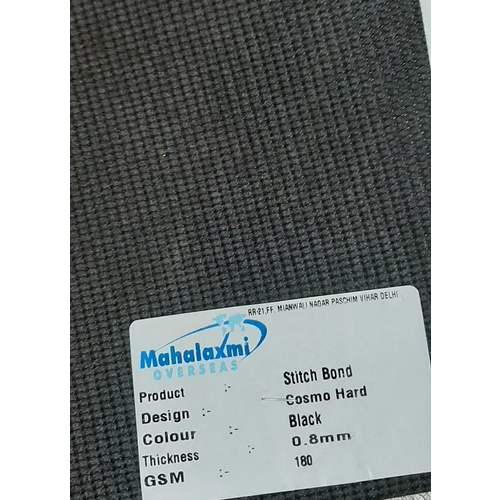 RR-21,FF, MIANWALI NAGAR PASCHIM VIHAR DELHI
Mahalaxmi
OVERSEAS
Product Stitch Bond
Design :- Cosmo Hard
Colour :- Black
Thickness 0.8mm
GSM :- 180